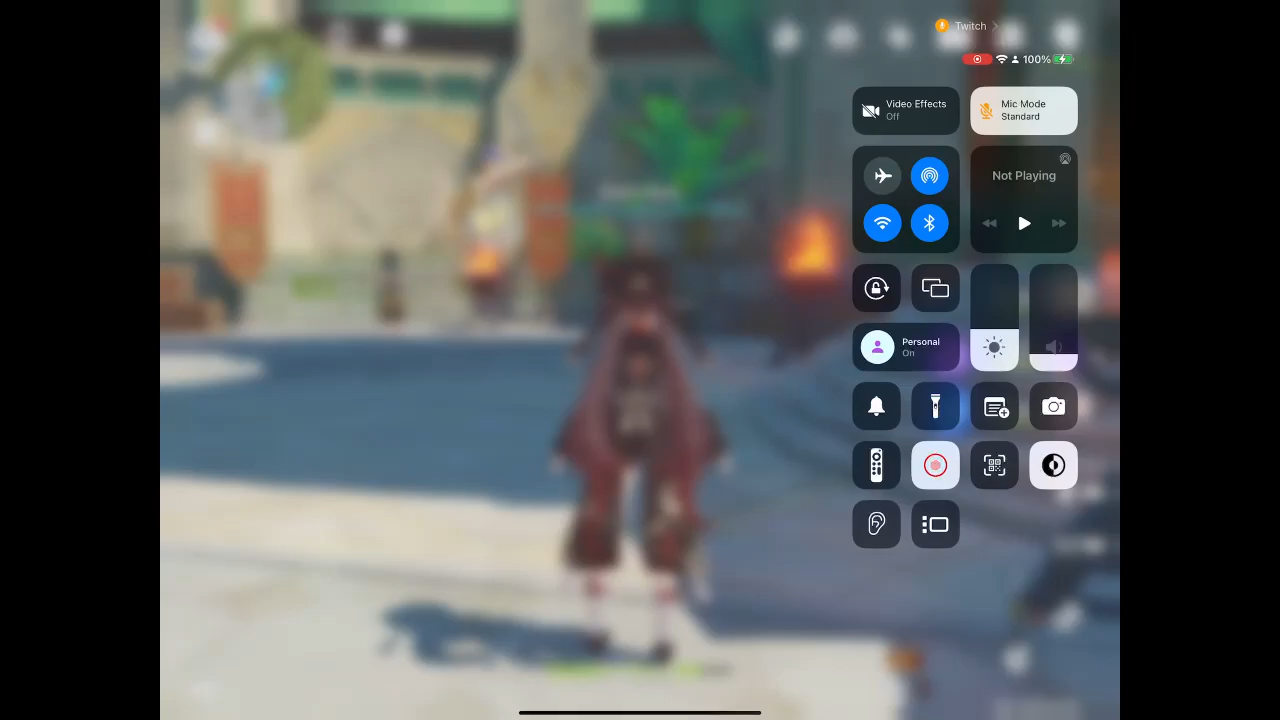 Twitch
100%
Video Effects
Off
Mic Mode
Standard
Not Playing
Personal
On